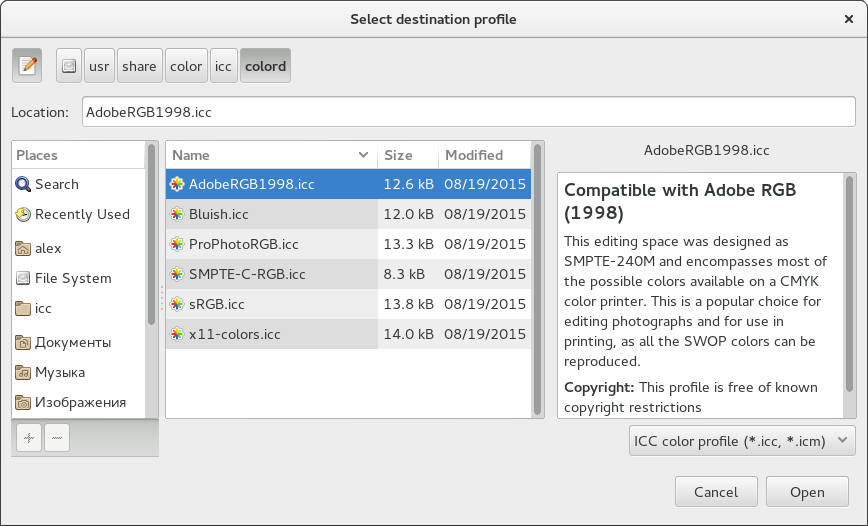 Select destination profile
usr share color icc colord
Location: AdobeRGB1998.icc
Places
Search
Recently Used
alex
File System
icc
Документы
Музыка
Изображения
Name Size Modified
AdobeRGB1998.icc 12.6 kB 08/19/2015
Bluish.icc 12.0 kB 08/19/2015
ProPhotoRGB.icc 13.3 kB 08/19/2015
SMPTE-C-RGB.icc 8.3 kB 08/19/2015
sRGB.icc 13.8 kB 08/19/2015
x11-colors.icc 14.0 kB 08/19/2015
AdobeRGB1998.icc
Compatible with Adobe RGB
(1998)
This editing space was designed as
SMPTE-240M and encompasses most of
the possible colors available on a CMYK
color printer. This is a popular choice for
editing photographs and for use in
printing, as all the SWOP colors can be
reproduced.
Copyright: This profile is free of known
copyright restrictions
ICC color profile (*.icc, *.icm)
Cancel Open